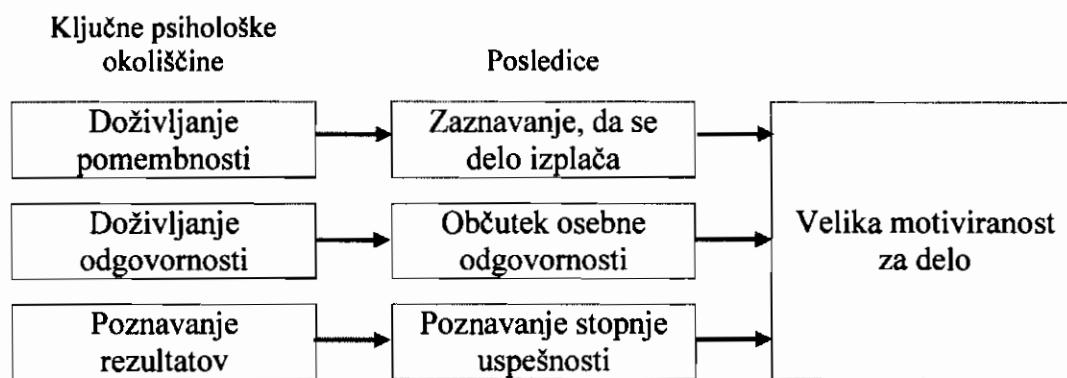 Ključne psihološke
okoliščine
Posledice
Doživljanje
pomembnosti
Zaznavanje, da se
delo izplača
Doživljanje
odgovornosti
Občutek osebne
odgovornosti
Velika motiviranost
za delo
Poznavanje
rezultatov
Poznavanje stopnje
uspešnosti